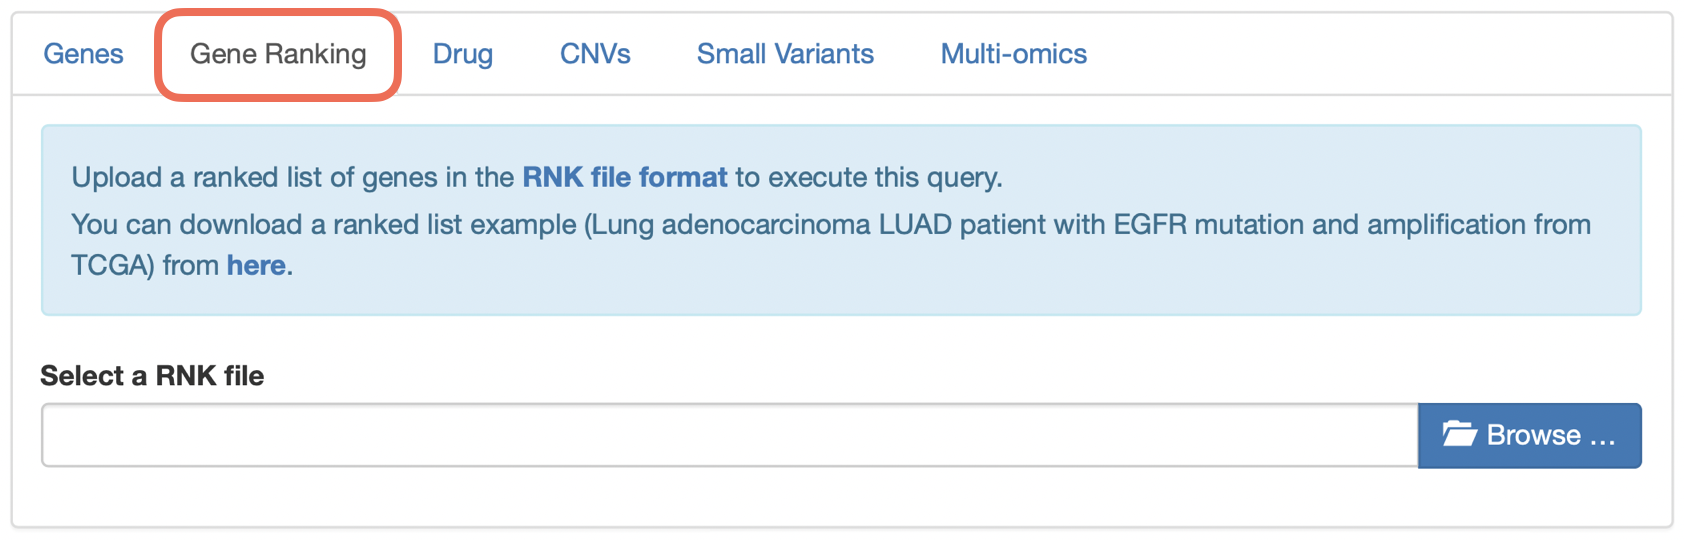 Genes Gene Ranking Drug CNVs Small Variants Multi-omics
Upload a ranked list of genes in the RNK file format to execute this query.
You can download a ranked list example (Lung adenocarcinoma LUAD patient with EGFR mutation and amplification from
TCGA) from here.
Select a RNK file
Browse ...